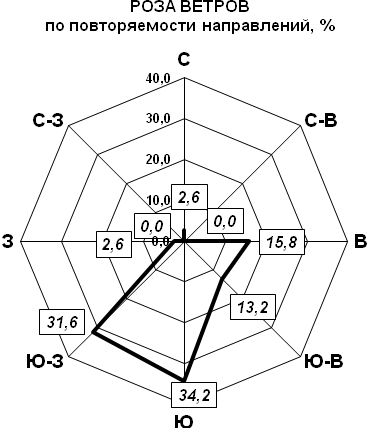 РОЗА ВЕТРОВ
по повторяемости направлений, %
С
40,0
С-З
С-В
30,0
20,0
10,0
2,6
0,0
0,0
З
2,6
0,0
15,8
В
13,2
31,6
Ю-З
Ю-В
34,2
Ю